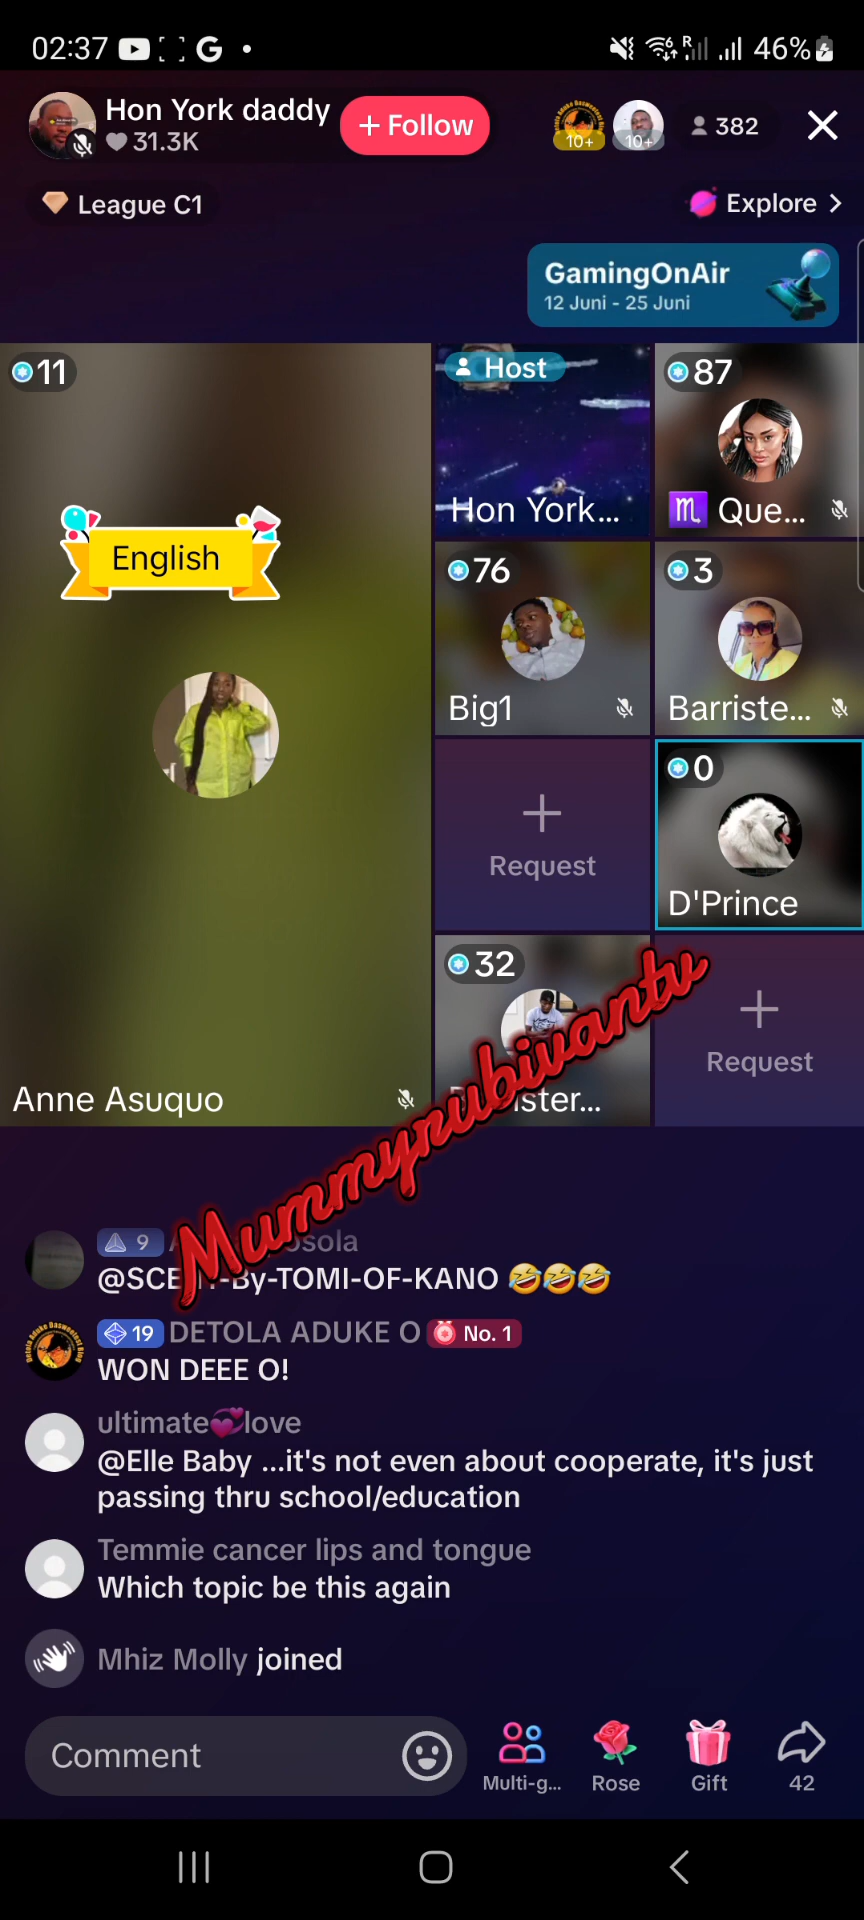 02:37
46%
Hon York daddy
31.3K
+ Follow
10+
10+
382
League C1
Explore
GamingOnAir
12 Juni - 25 Juni
11
English
Anne Asuquo
Host
Hon York...
87
♏ Que...
76
Big1
3
Barriste...
Request
0
D'Prince
32
ister...
Request
Mummyrubivantv
9
@SCE By-TOMI-OF-KANO 🤣🤣🤣
19 DETOLA ADUKE O No. 1
WON DEEE O!
ultimate💞love
@Elle Baby ...it's not even about cooperate, it's just
passing thru school/education
Temmie cancer lips and tongue
Which topic be this again
Mhiz Molly joined
Comment
Multi-g...
Rose
Gift
42